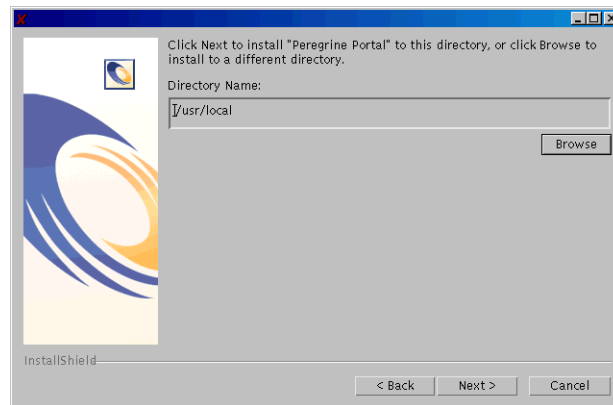 Click Next to install "Peregrine Portal" to this directory, or click Browse to
install to a different directory.
Directory Name:
/usr/local
Browse
InstallShield
< Back
Next >
Cancel